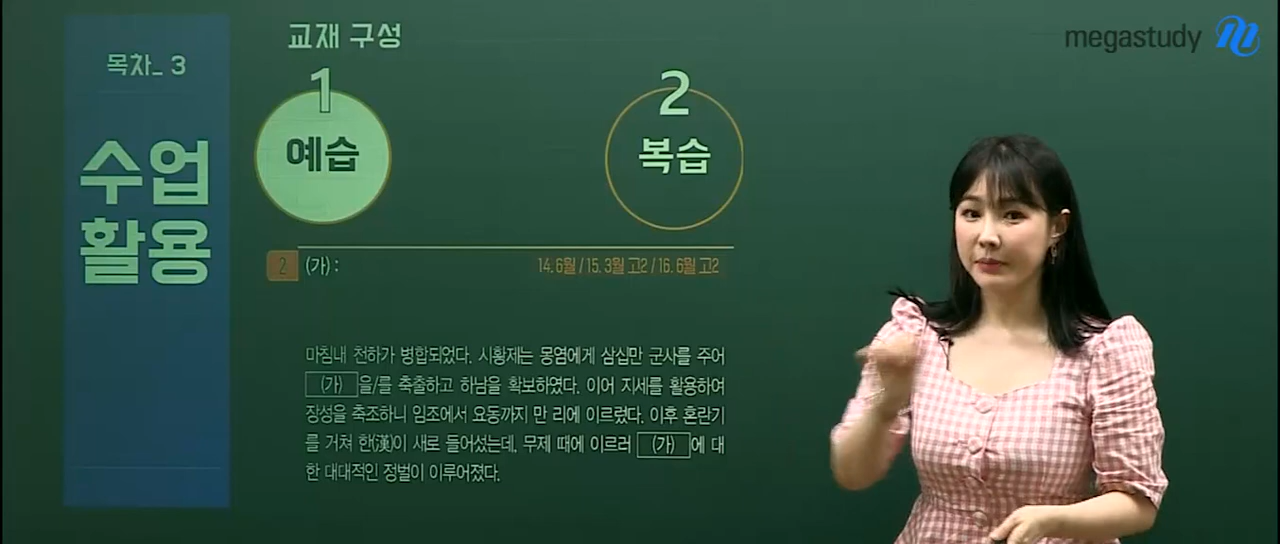 목차_ 3
수업
활용
교재 구성
1
예습
2
복습
megastudy
2 (가) : 14. 6월 / 15. 3월 고2 / 16. 6월 고2
마침내 천하가 병합되었다. 시황제는 몽염에게 삼십만 군사를 주어
(가) 을/를 축출하고 하남을 확보하였다. 이어 지세를 활용하여
장성을 축조하니 임조에서 요동까지 만 리에 이르렀다. 이후 혼란기
를 거쳐 한(漢)이 새로 들어섰는데, 무제 때에 이르러 (가) 에 대
한 대대적인 정벌이 이루어졌다.